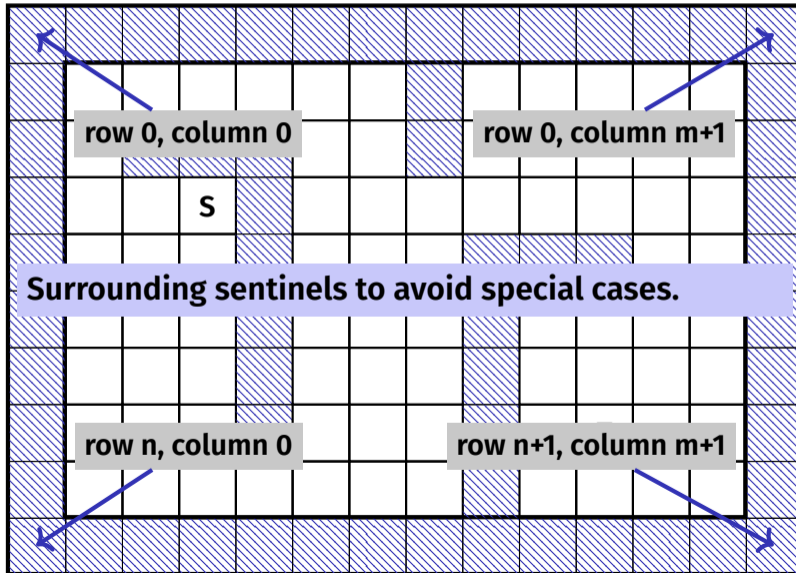 row 0, column 0
row 0, column m+1
S
Surrounding sentinels to avoid special cases.
row n, column 0
row n+1, column m+1